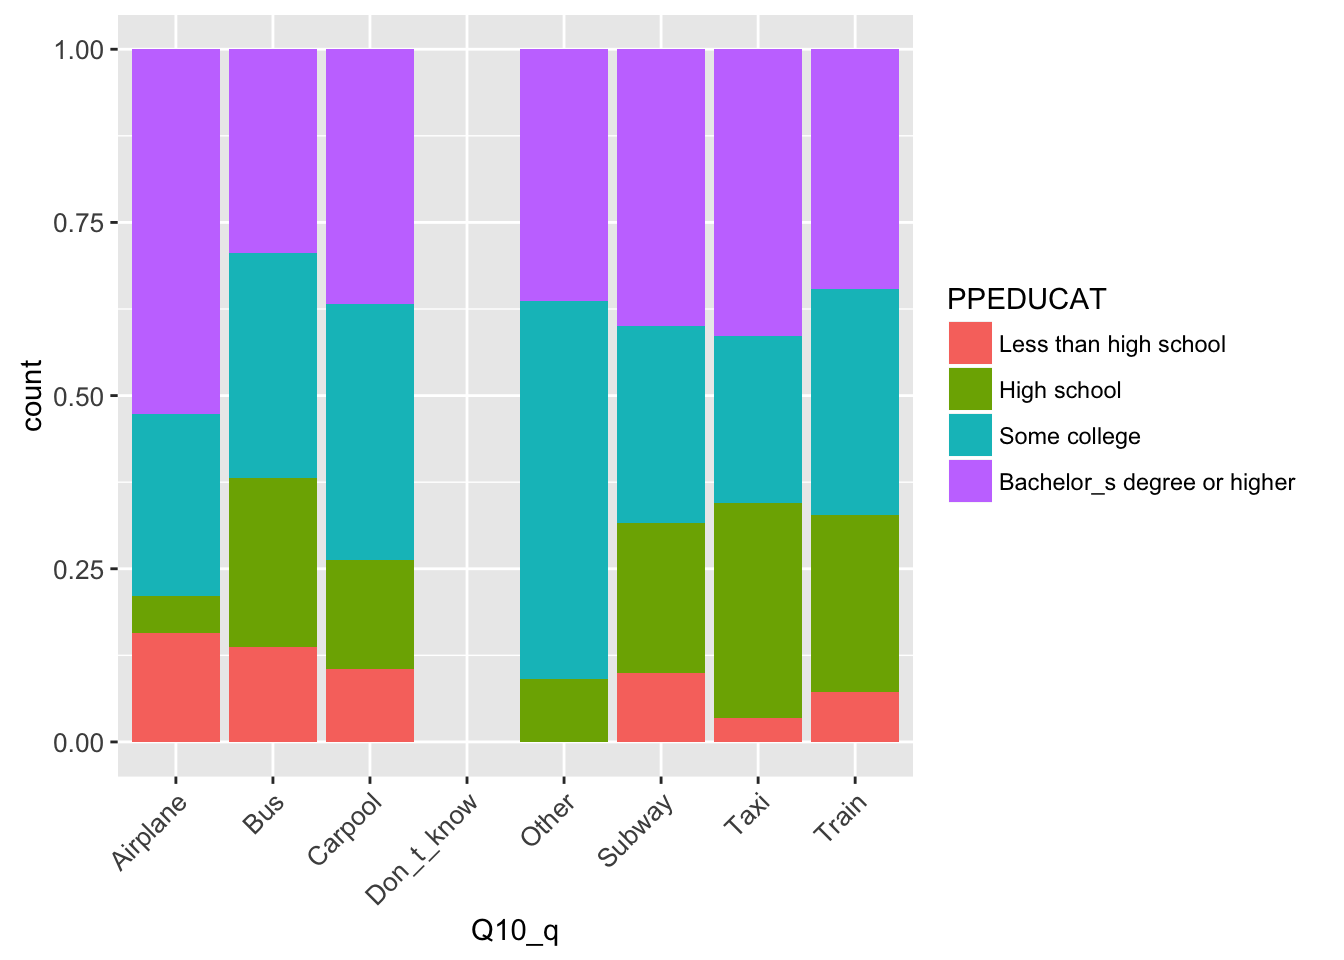 1.00
0.75
0.50
0.25
0.00
count
Airplane
Bus
Carpool
Don_t_know
Other
Subway
Taxi
Train
Q10_q
PPEDUCAT
Less than high school
High school
Some college
Bachelor_s degree or higher